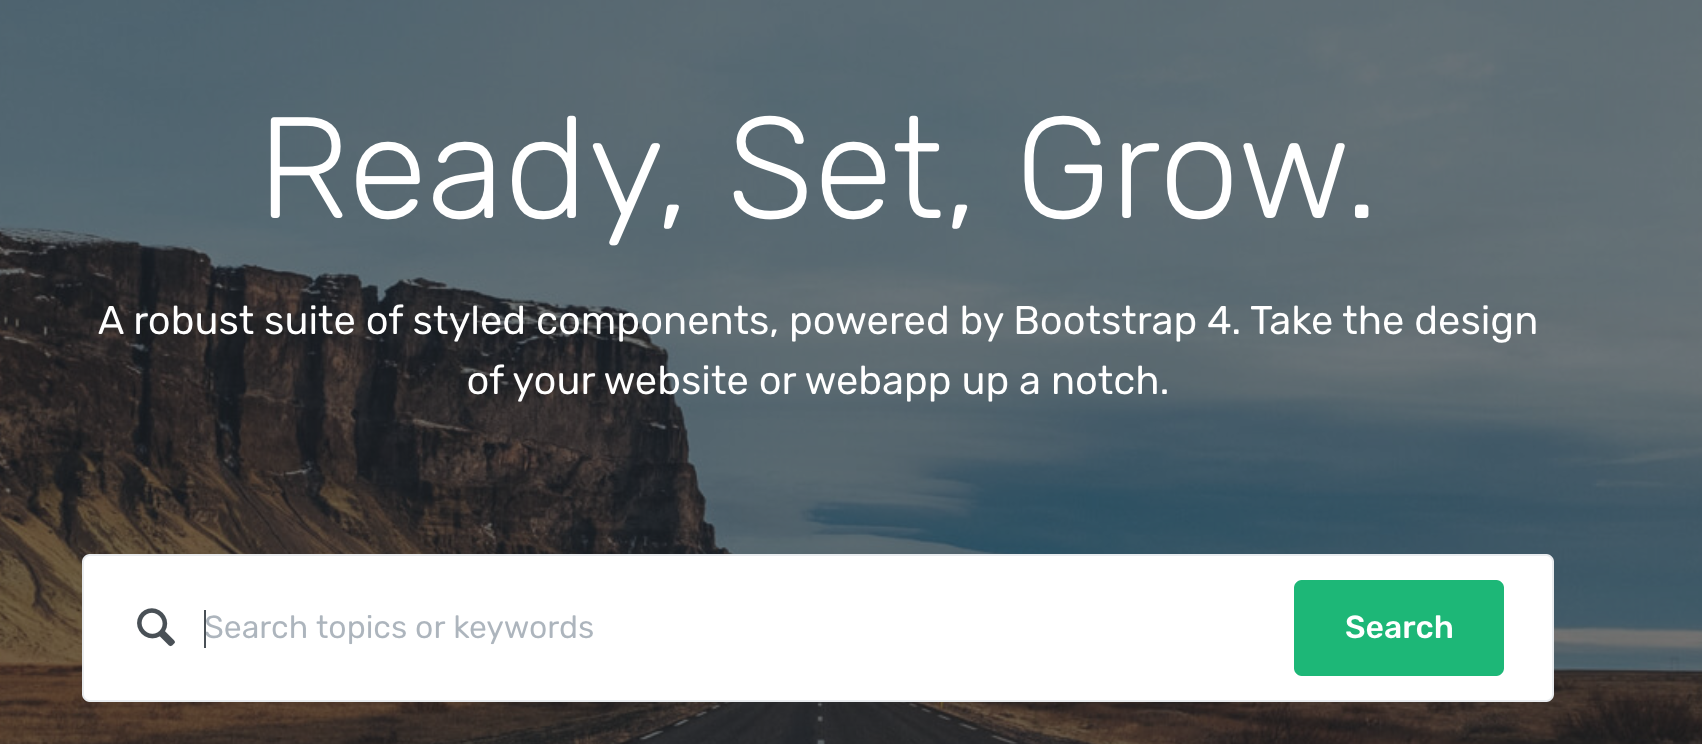 Ready, Set, Grow.
A robust suite of styled components, powered by Bootstrap 4. Take the design
of your website or webapp up a notch.
Search topics or keywords
Search